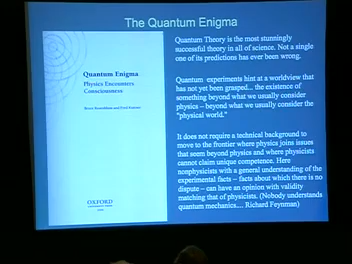 The Quantum Enigma
Quantum Theory is the most stunningly
successful theory in all of science. Not a single
one of its predictions has ever been wrong.
Quantum experiments hint at a worldview that
has not yet been grasped... the existence of
something beyond what we usually consider
physics – beyond what we usually consider the
"physical world."
It does not require a technical background to
move to the frontier where physics joins issues
that seem beyond physics and where physicists
cannot claim unique competence. Here
nonphysicists with a general understanding of the
experimental facts – facts about which there is no
dispute – can have an opinion with validity
matching that of physicists. (Nobody understands
quantum mechanics.... Richard Feynman)
Quantum Enigma
Physics Encounters
Consciousness
Bruce Rosenblum and Fred Kuttner
OXFORD